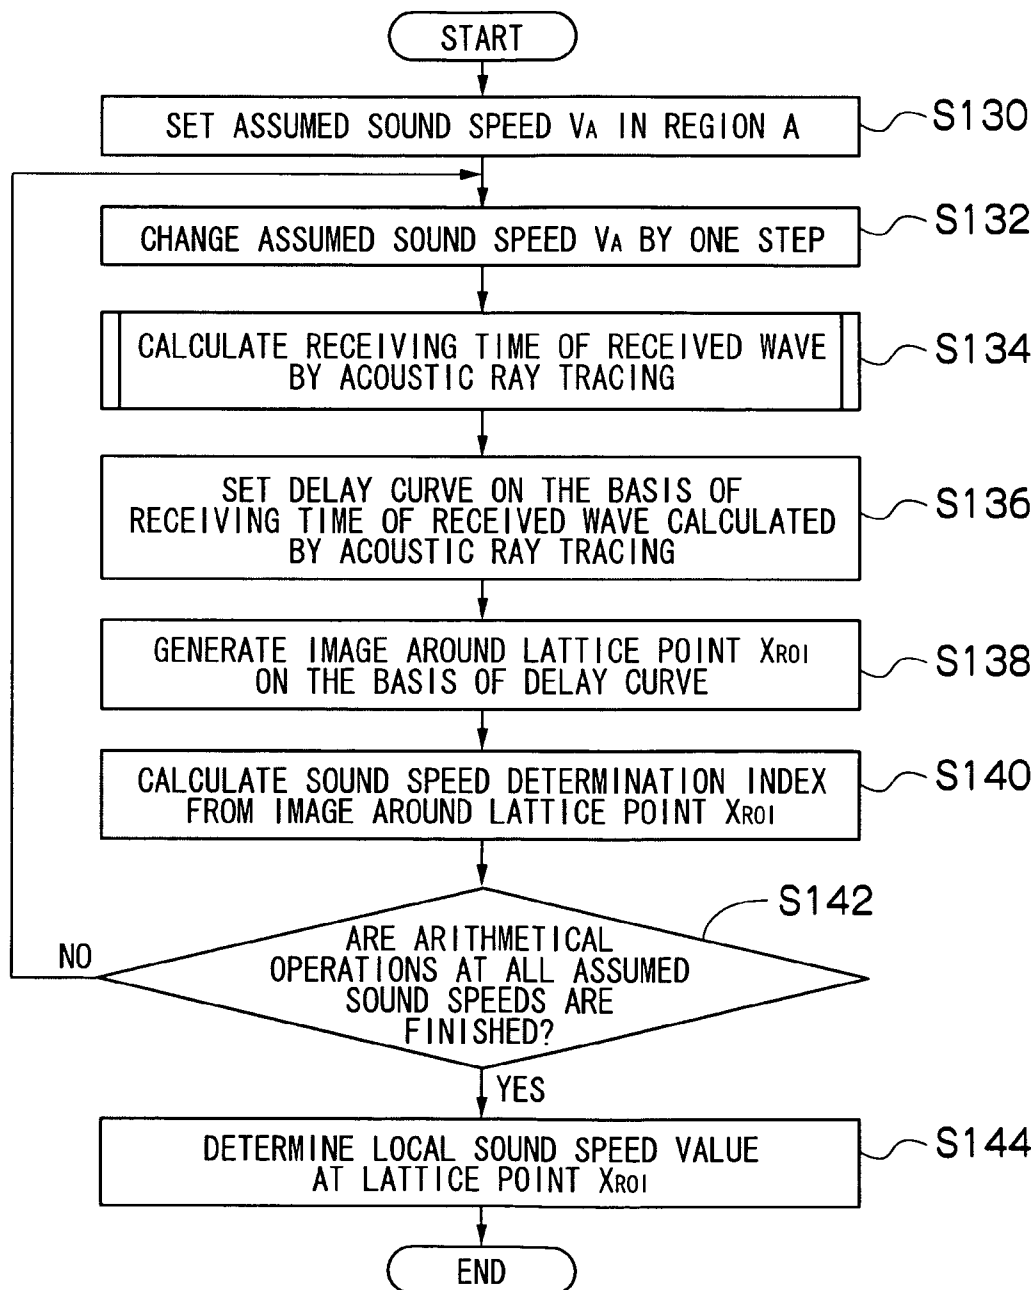 START
SET ASSUMED SOUND SPEED VA IN REGION A
S130
CHANGE ASSUMED SOUND SPEED VA BY ONE STEP
S132
CALCULATE RECEIVING TIME OF RECEIVED WAVE
BY ACOUSTIC RAY TRACING
S134
SET DELAY CURVE ON THE BASIS OF
RECEIVING TIME OF RECEIVED WAVE CALCULATED
BY ACOUSTIC RAY TRACING
S136
GENERATE IMAGE AROUND LATTICE POINT XROI
ON THE BASIS OF DELAY CURVE
S138
CALCULATE SOUND SPEED DETERMINATION INDEX
FROM IMAGE AROUND LATTICE POINT XROI
S140
S142
ARE ARITHMETICAL
OPERATIONS AT ALL ASSUMED
SOUND SPEEDS ARE
FINISHED?
NO
YES
DETERMINE LOCAL SOUND SPEED VALUE
AT LATTICE POINT XROI
S144
END